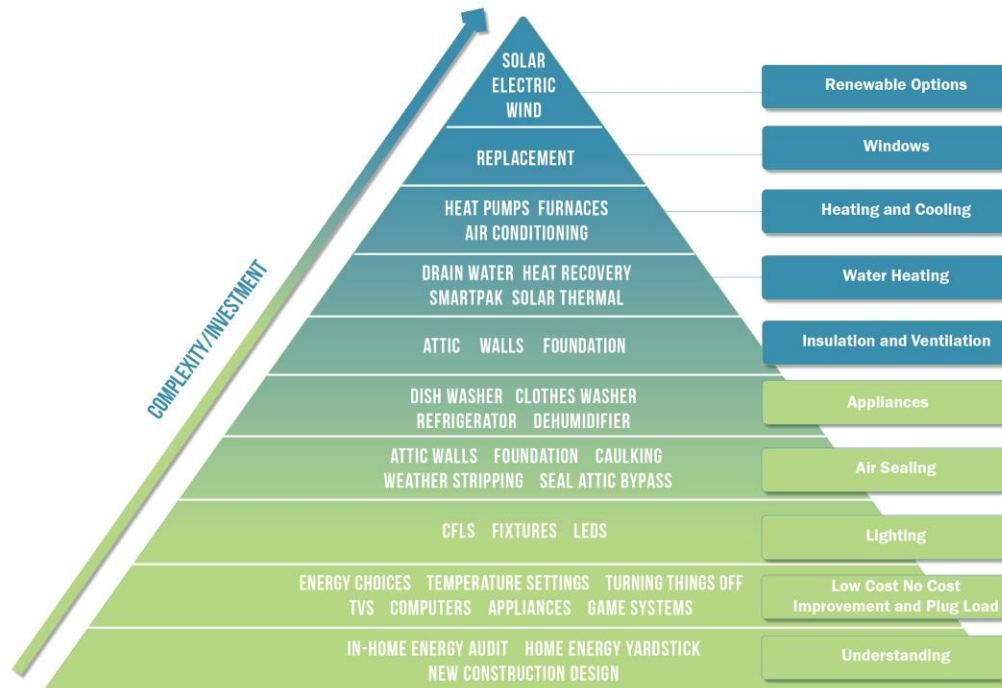 SOLAR
ELECTRIC
WIND
Renewable Options
REPLACEMENT
Windows
HEAT PUMPS FURNACES
AIR CONDITIONING
Heating and Cooling
DRAIN WATER HEAT RECOVERY
SMARTPAK SOLAR THERMAL
Water Heating
ATTIC WALLS FOUNDATION
Insulation and Ventilation
DISH WASHER CLOTHES WASHER
REFRIGERATOR DEHUMIDIFIER
Appliances
ATTIC WALLS FOUNDATION CAULKING
WEATHER STRIPPING SEAL ATTIC BYPASS
Air Sealing
CFLS FIXTURES LEDS
Lighting
ENERGY CHOICES TEMPERATURE SETTINGS TURNING THINGS OFF
TVS COMPUTERS APPLIANCES GAME SYSTEMS
Low Cost No Cost
Improvement and Plug Load
IN-HOME ENERGY AUDIT HOME ENERGY YARDSTICK
NEW CONSTRUCTION DESIGN
Understanding
COMPLEXITY/INVESTMENT